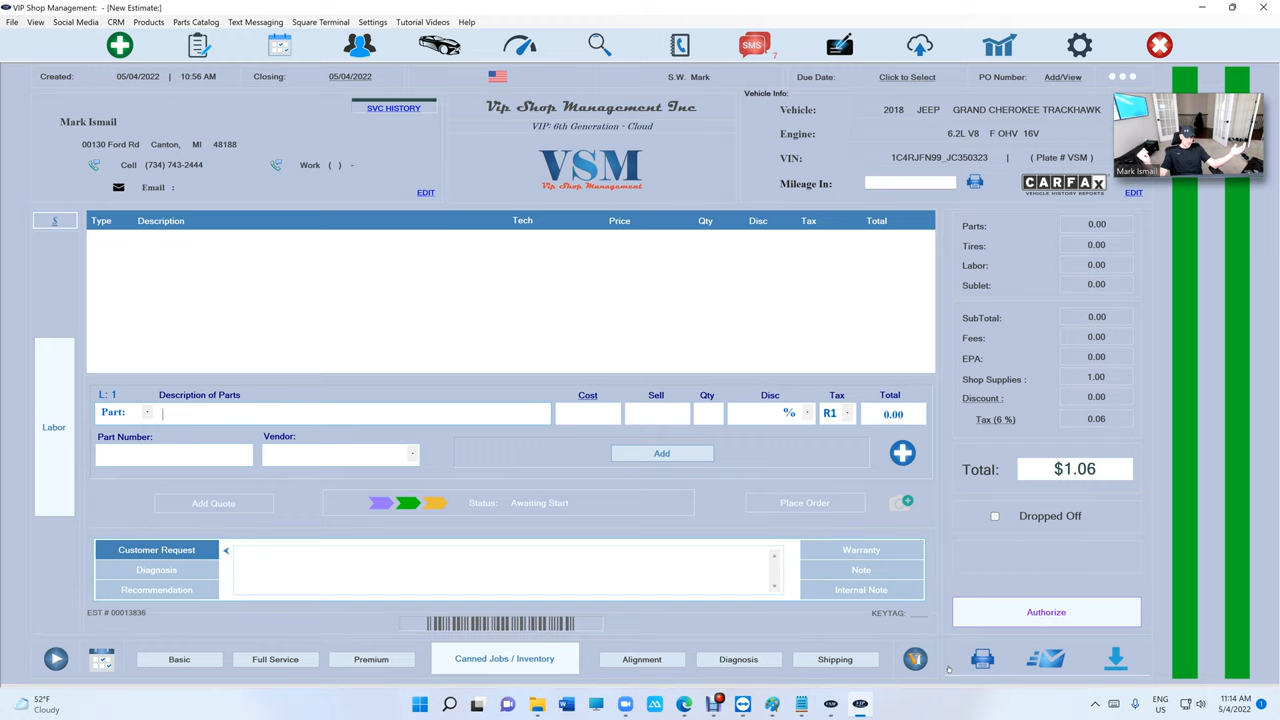 VIP Shop Management: - [New Estimate:]
File View Social Media CRM Products Parts Catalog Text Messaging Square Terminal Settings Tutorial Videos Help
SMS 7
Created: 05/04/2022 | 10:56 AM Closing: 05/04/2022 S.W. Mark Due Date: Click to Select PO Number: Add/View
Vehicle Info:
SVC HISTORY Vip Shop Management Inc Vehicle: 2018 JEEP GRAND CHEROKEE TRACKHAWK
Mark Ismail VIP: 6th Generation - Cloud
Engine: 6.2L V8 F OHV 16V
00130 Ford Rd Canton, MI 48188
VIN: 1C4RJFN99_JC350323 | ( Plate # VSM )
Cell (734) 743-2444 Work ( ) - VSM
Mark Ismail
Vip Shop Management
Email : Mileage In: CARFAX
VEHICLE HISTORY REPORTS
EDIT EDIT
$ Type Description Tech Price Qty Disc Tax Total
Parts: 0.00
Tires: 0.00
Labor: 0.00
Sublet: 0.00
SubTotal: 0.00
Fees: 0.00
EPA: 0.00
Shop Supplies : 1.00
Discount : 0.00
Tax (6 %) 0.06
Labor
L: 1 Description of Parts Cost Sell Qty Disc Tax Total
Part: % R1 0.00
Part Number: Vendor:
Add
Total: $1.06
Add Quote Status: Awaiting Start Place Order
Dropped Off
Customer Request Warranty
Diagnosis Note
Recommendation Internal Note
EST # 00013836 KEYTAG:
Authorize
Basic Full Service Premium Canned Jobs / Inventory Alignment Diagnosis Shipping
52°F
Cloudy
ENG
US
11:14 AM
5/4/2022